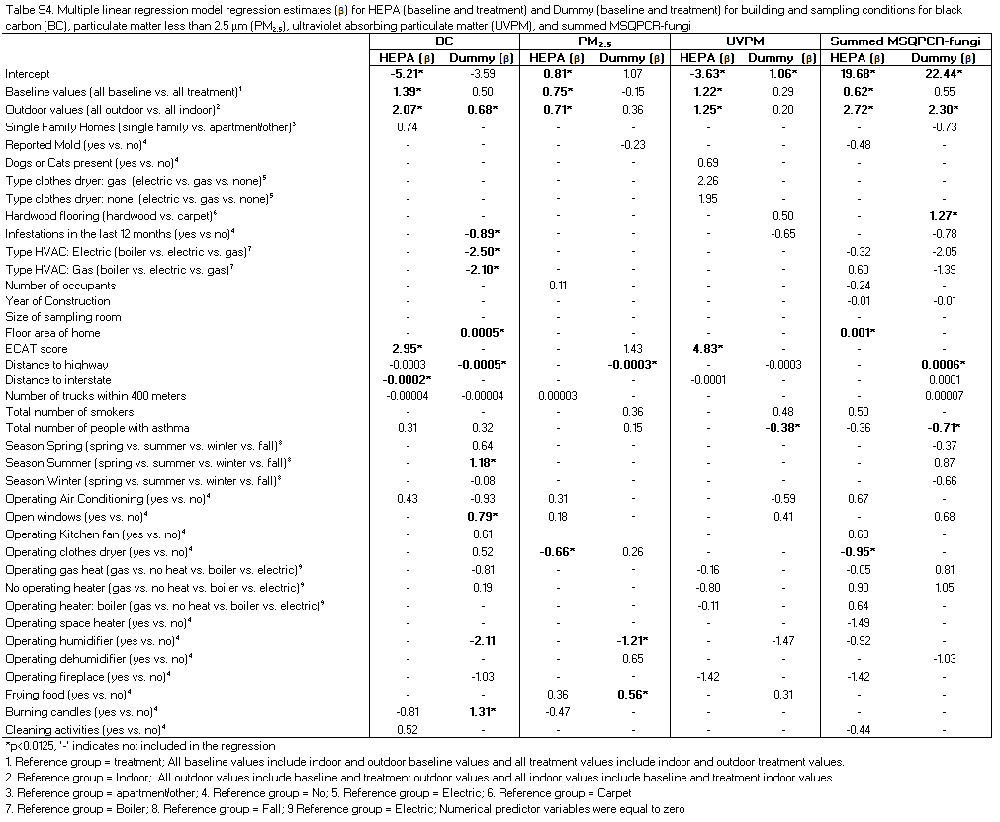 Talbe S4. Multiple linear regression model regression estimates (β) for HEPA (baseline and treatment) and Dummy (baseline and treatment) for building and sampling conditions for black
carbon (BC), particulate matter less than 2.5 µm (PM₂.₅), ultraviolet absorbing particulate matter (UVPM), and summed MSQPCR-fungi
BC PM₂.₅ UVPM Summed MSQPCR-fungi
HEPA (β) Dummy (β) HEPA (β) Dummy (β) HEPA (β) Dummy (β) HEPA (β) Dummy (β)
Intercept -5.21* -3.59 0.81* 1.07 -3.63* 1.06* 19.68* 22.44*
Baseline values (all baseline vs. all treatment)¹ 1.39* 0.50 0.75* -0.15 1.22* 0.29 0.62* 0.55
Outdoor values (all outdoor vs. all indoor)² 2.07* 0.68* 0.71* 0.36 1.25* 0.20 2.72* 2.30*
Single Family Homes (single family vs. apartment/other)³ 0.74 - - - - - - -0.73
Reported Mold (yes vs. no)⁴ - - - -0.23 - - -0.48 -
Dogs or Cats present (yes vs. no)⁴ - - - - 0.69 - - -
Type clothes dryer: gas (electric vs. gas vs. none)⁵ - - - - 2.26 - - -
Type clothes dryer: none (electric vs. gas vs. none)⁵ - - - - 1.95 - - -
Hardwood flooring (hardwood vs. carpet)⁶ - - - - - 0.50 - 1.27*
Infestations in the last 12 months (yes vs no)⁴ - -0.89* - - - -0.65 - -0.78
Type HVAC: Electric (boiler vs. electric vs. gas)⁷ - -2.50* - - - - -0.32 -2.05
Type HVAC: Gas (boiler vs. electric vs. gas)⁷ - -2.10* - - - - 0.60 -1.39
Number of occupants - - 0.11 - - - -0.24 -
Year of Construction - - - - - - -0.01 -0.01
Size of sampling room - - - - - - - -
Floor area of home - 0.0005* - - - - 0.001* -
ECAT score 2.95* - - 1.43 4.83* - - -
Distance to highway -0.0003 -0.0005* - -0.0003* - -0.0003 - 0.0006*
Distance to interstate -0.0002* - - - -0.0001 - - 0.0001
Number of trucks within 400 meters -0.00004 -0.00004 0.00003 - - - - 0.00007
Total number of smokers - - - 0.36 - 0.48 0.50 -
Total number of people with asthma 0.31 0.32 - 0.15 - -0.38* -0.36 -0.71*
Season Spring (spring vs. summer vs. winter vs. fall)⁸ - 0.64 - - - - - -0.37
Season Summer (spring vs. summer vs. winter vs. fall)⁸ - 1.18* - - - - - 0.87
Season Winter (spring vs. summer vs. winter vs. fall)⁸ - -0.08 - - - - - -0.66
Operating Air Conditioning (yes vs. no)⁴ 0.43 -0.93 0.31 - - -0.59 0.67 -
Open windows (yes vs. no)⁴ - 0.79* 0.18 - - 0.41 - 0.68
Operating Kitchen fan (yes vs. no)⁴ - 0.61 - - - - 0.60 -
Operating clothes dryer (yes vs. no)⁴ - 0.52 -0.66* 0.26 - - -0.95* -
Operating gas heat (gas vs. no heat vs. boiler vs. electric)⁹ - -0.81 - - -0.16 - -0.05 0.81
No operating heater (gas vs. no heat vs. boiler vs. electric)⁹ - 0.19 - - -0.80 - 0.90 1.05
Operating heater: boiler (gas vs. no heat vs. boiler vs. electric)⁹ - - - - -0.11 - 0.64 -
Operating space heater (yes vs. no)⁴ - - - - - - -1.49 -
Operating humidifier (yes vs. no)⁴ - -2.11 - -1.21* - -1.47 -0.92 -
Operating dehumidifier (yes vs. no)⁴ - - - 0.65 - - - -1.03
Operating fireplace (yes vs. no)⁴ - -1.03 - - -1.42 - -1.42 -
Frying food (yes vs. no)⁴ - - 0.36 0.56* - 0.31 - -
Burning candles (yes vs. no)⁴ -0.81 1.31* -0.47 - - - - -
Cleaning activities (yes vs. no)⁴ 0.52 - - - - - -0.44 -
*p<0.0125, '-' indicates not included in the regression
1. Reference group = treatment; All baseline values include indoor and outdoor baseline values and all treatment values include indoor and outdoor treatment values.
2. Reference group = Indoor; All outdoor values include baseline and treatment outdoor values and all indoor values include baseline and treatment indoor values.
3. Reference group = apartment/other; 4. Reference group = No; 5. Reference group = Electric; 6. Reference group = Carpet
7. Reference group = Boiler; 8. Reference group = Fall; 9 Reference group = Electric; Numerical predictor variables were equal to zero